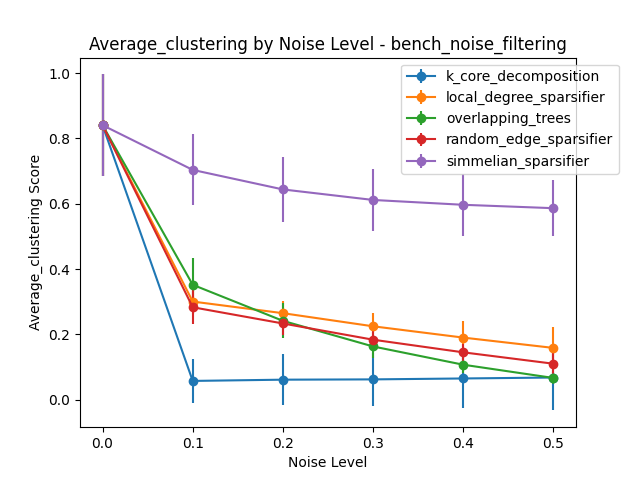 Average_clustering by Noise Level - bench_noise_filtering
k_core_decomposition
local_degree_sparsifier
overlapping_trees
random_edge_sparsifier
simmelian_sparsifier
Average_clustering Score
1.0
0.8
0.6
0.4
0.2
0.0
0.0 0.1 0.2 0.3 0.4 0.5
Noise Level